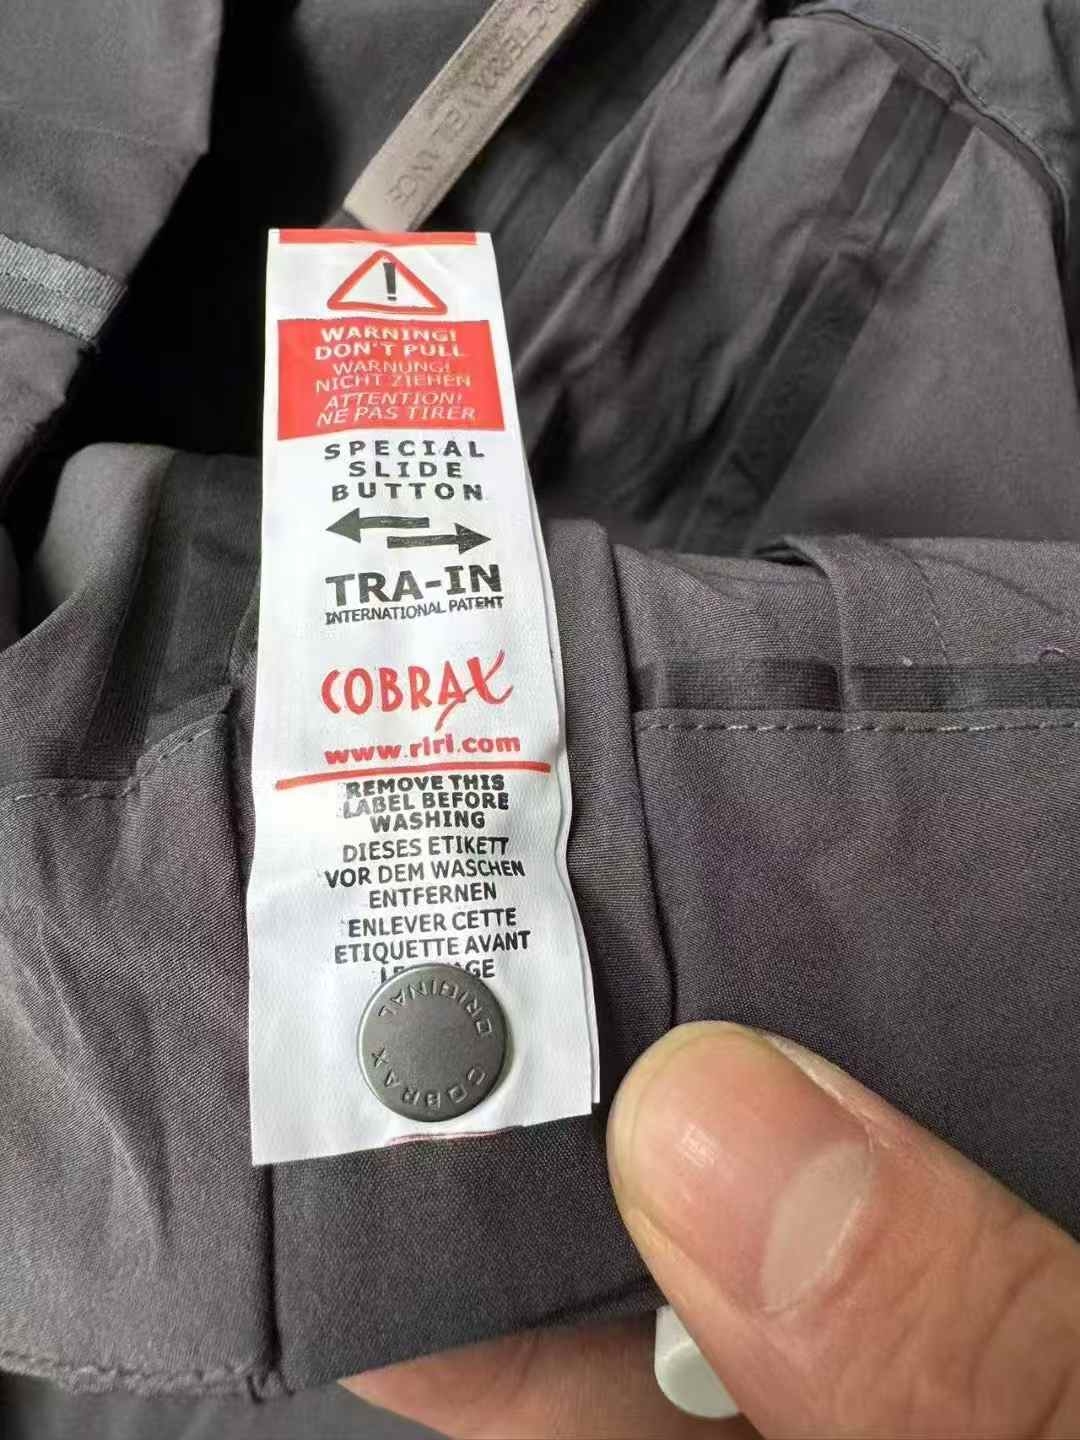 WARNING!
DON'T PULL
WARNUNG!
NICHT ZIEHEN
ATTENTION!
NE PAS TIRER
SPECIAL
SLIDE
BUTTON
TRA-IN
INTERNATIONAL PATENT
COBRAX
www.riri.com
REMOVE THIS
LABEL BEFORE
WASHING
DIESES ETIKETT
VOR DEM WASCHEN
ENTFERNEN
ENLEVER CETTE
ETIQUETTE AVANT
ORIGINAL
COBRAX